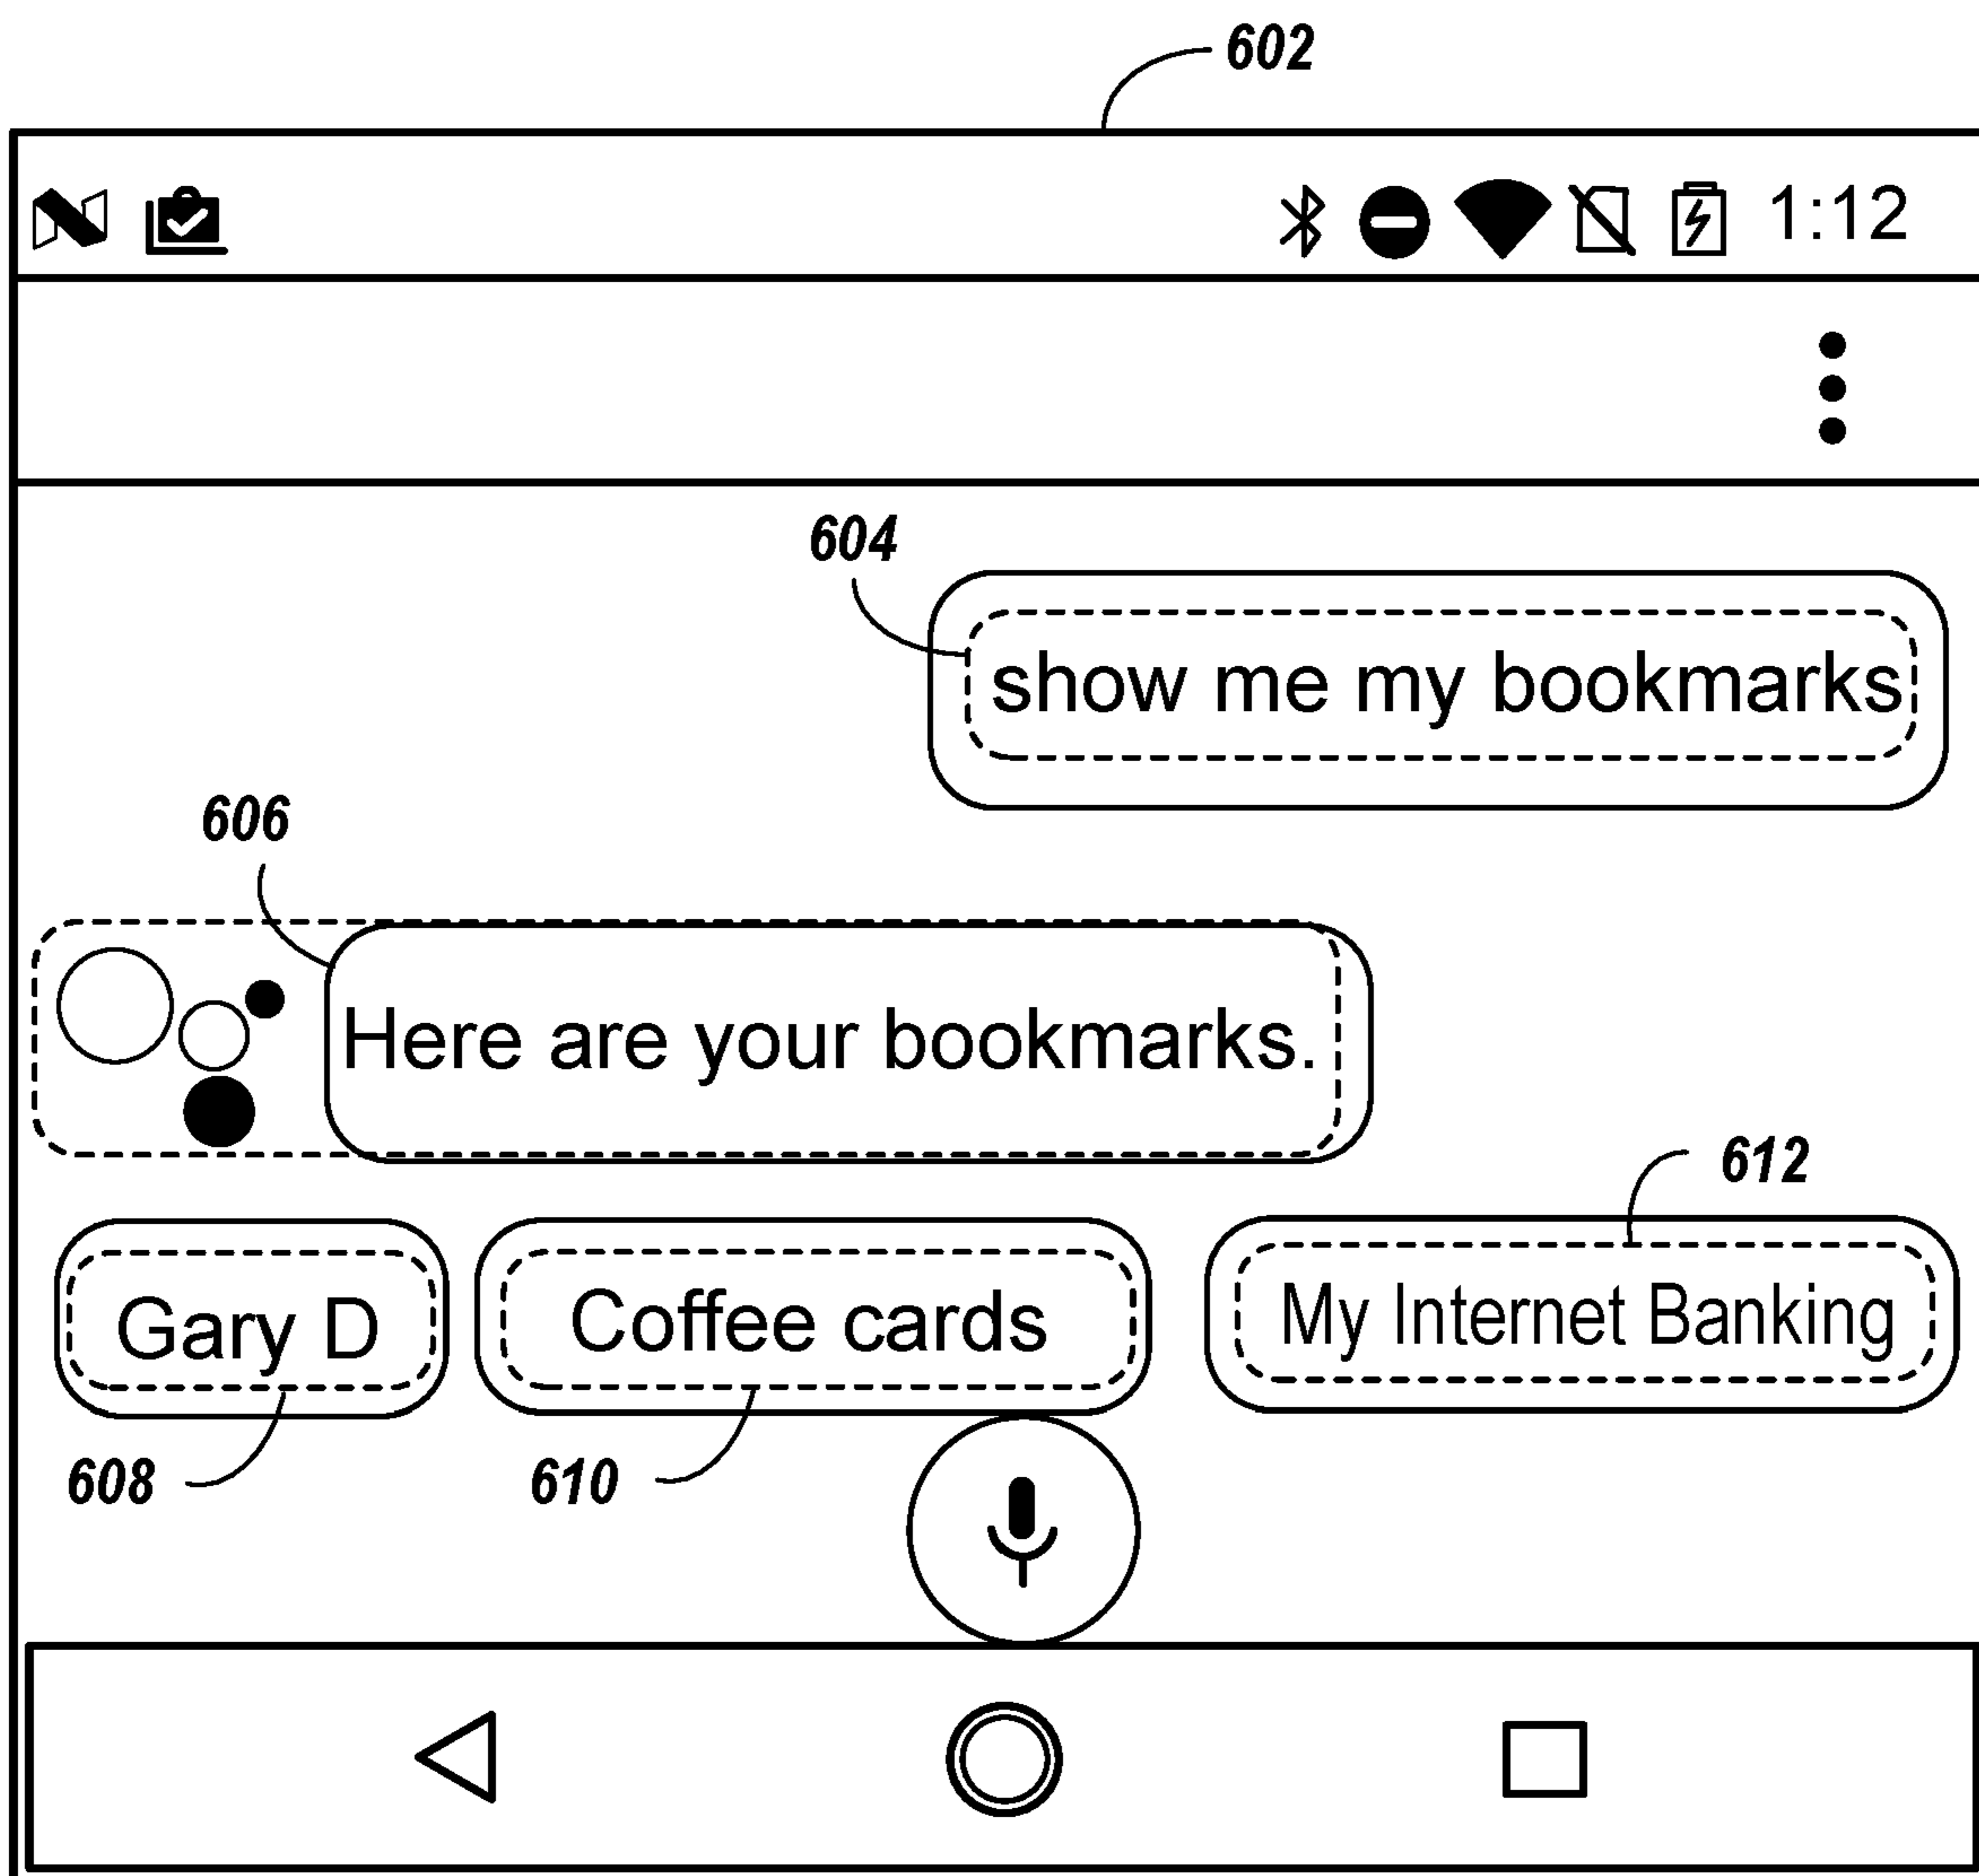 602
1:12
604
show me my bookmarks
606
Here are your bookmarks.
612
Gary D
Coffee cards
My Internet Banking
608
610